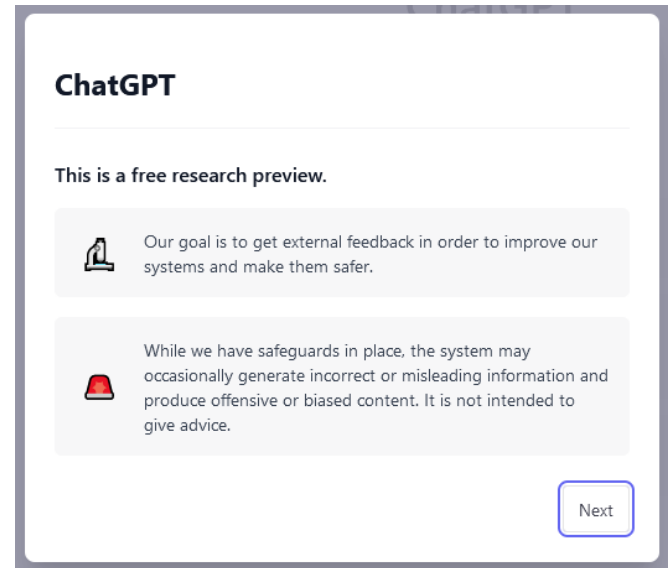 ChatGPT
ChatGPT
This is a free research preview.
Our goal is to get external feedback in order to improve our
systems and make them safer.
While we have safeguards in place, the system may
occasionally generate incorrect or misleading information and
produce offensive or biased content. It is not intended to
give advice.
Next